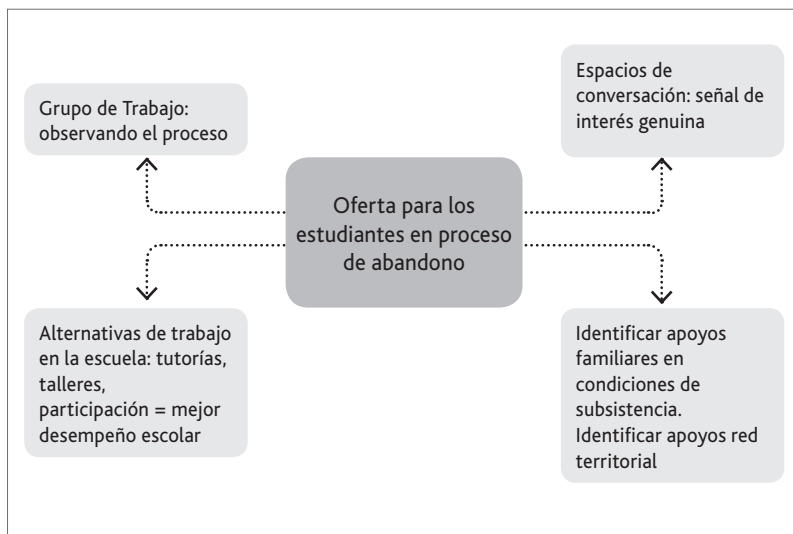 Grupo de Trabajo:
observando el proceso
Espacios de
conversación: señal de
interés genuina
Oferta para los
estudiantes en proceso
de abandono
Alternativas de trabajo
en la escuela: tutorías,
talleres,
participación = mejor
desempeño escolar
Identificar apoyos
familiares en
condiciones de
subsistencia.
Identificar apoyos red
territorial